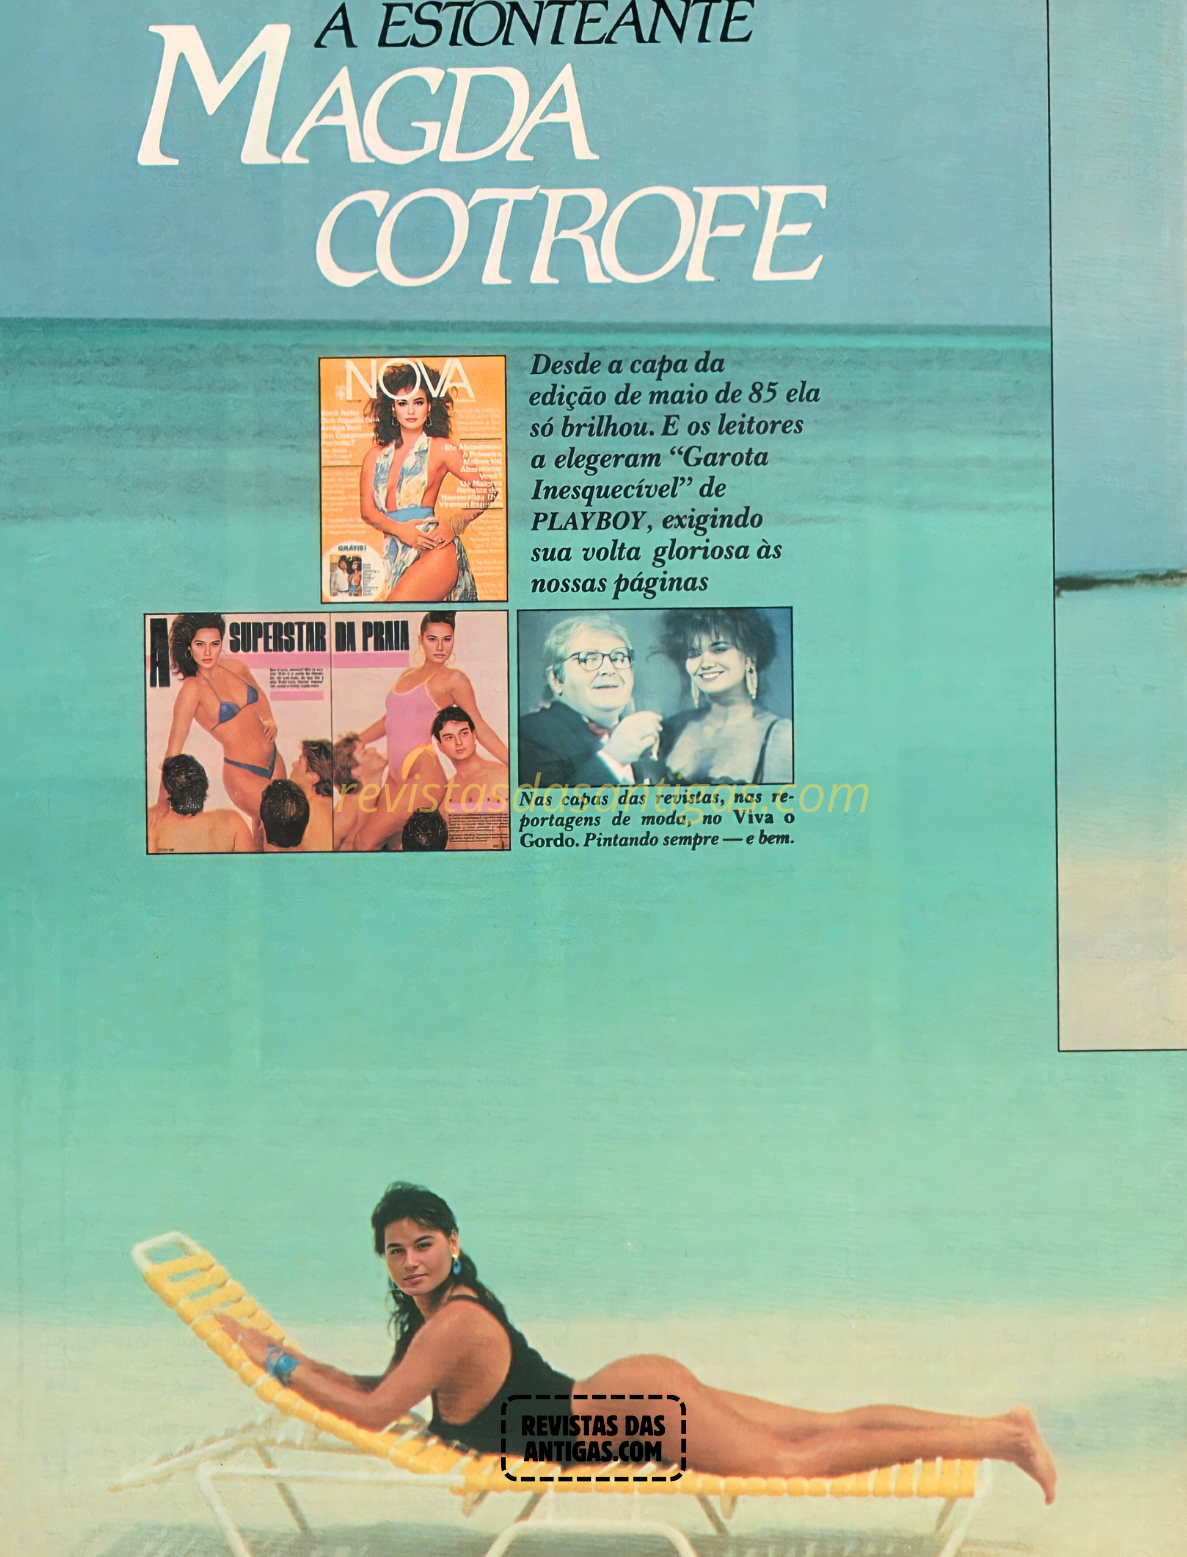 A ESTONTEANTE
MAGDA
COTROFE
NOVA
Desde a capa da
edição de maio de 85 ela
só brilhou. E os leitores
a elegeram “Garota
Inesquecível” de
PLAYBOY, exigindo
sua volta gloriosa às
nossas páginas
GRÁTIS!
A SUPERSTAR DA PRAIA
revistasdasantigas.com
Nas capas das revistas, nas re-
portagens de moda, no Viva o
Gordo. Pintando sempre — e bem.
REVISTAS DAS
ANTIGAS.COM